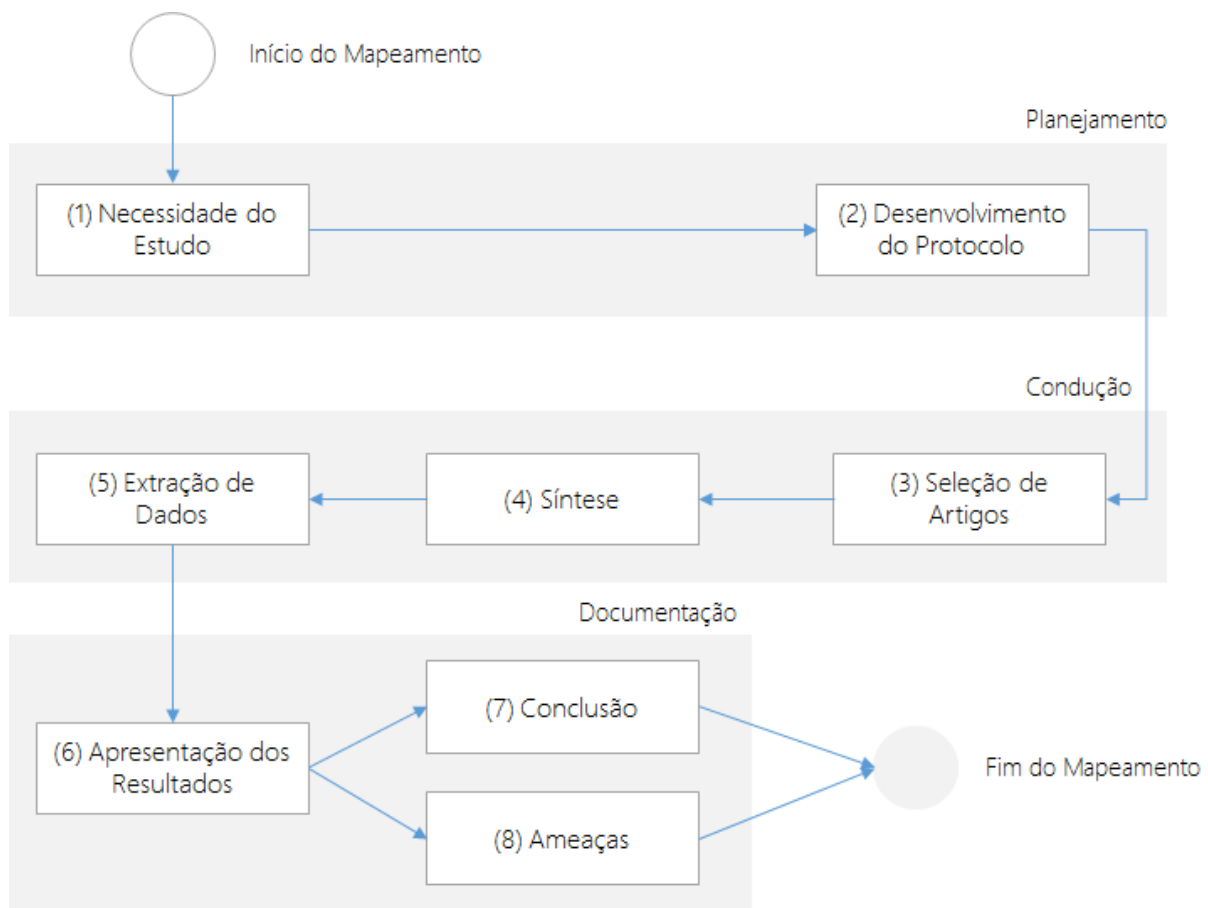 Início do Mapeamento
Planejamento
(1) Necessidade do
Estudo
(2) Desenvolvimento
do Protocolo
Condução
(5) Extração de
Dados
(4) Síntese
(3) Seleção de
Artigos
Documentação
(6) Apresentação dos
Resultados
(7) Conclusão
(8) Ameaças
Fim do Mapeamento